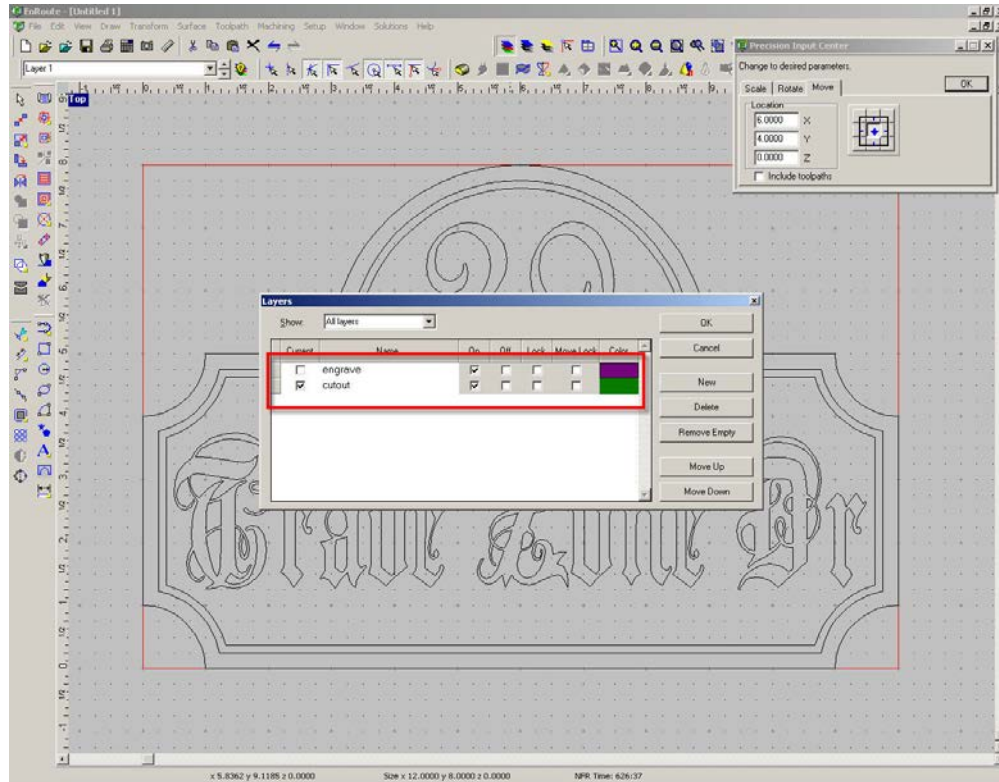 EnRoute - [Untitled 1]
File Edit View Draw Transform Surface Toolpath Machining Setup Window Solutions Help
Layer 1
Top
Precision Input Center
Change to desired parameters.
OK
Scale Rotate Move
Location
6.0000 X
4.0000 Y
0.0000 Z
Include toolpaths
Layers
Show: All layers
Current Name On Off Lock Move Lock Color
engrave
cutout
OK
Cancel
New
Delete
Remove Empty
Move Up
Move Down
x 5.8362 y 9.1185 z 0.0000 Size x 12.0000 y 8.0000 z 0.0000 NFR Time: 626:37